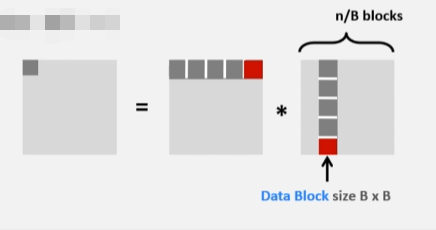 n/B blocks
=
*
Data Block size B x B